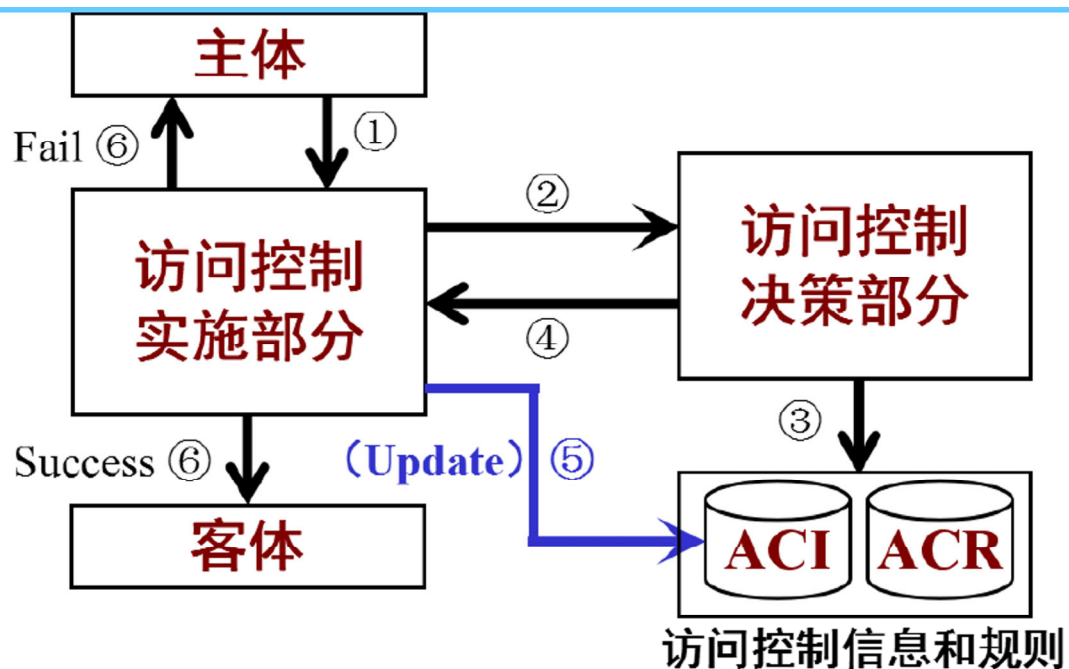 主体
Fail ⑥
①
②
访问控制
实施部分
访问控制
决策部分
④
③
Success ⑥
（Update）⑤
客体
ACI
ACR
访问控制信息和规则